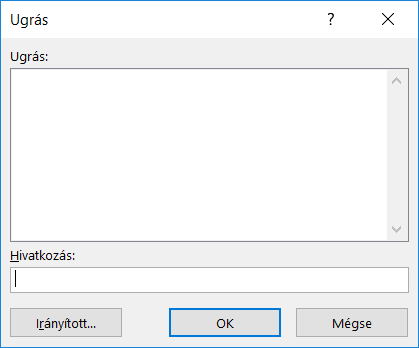 Ugrás
Ugrás:
Hivatkozás:
Irányított...
OK
Mégse